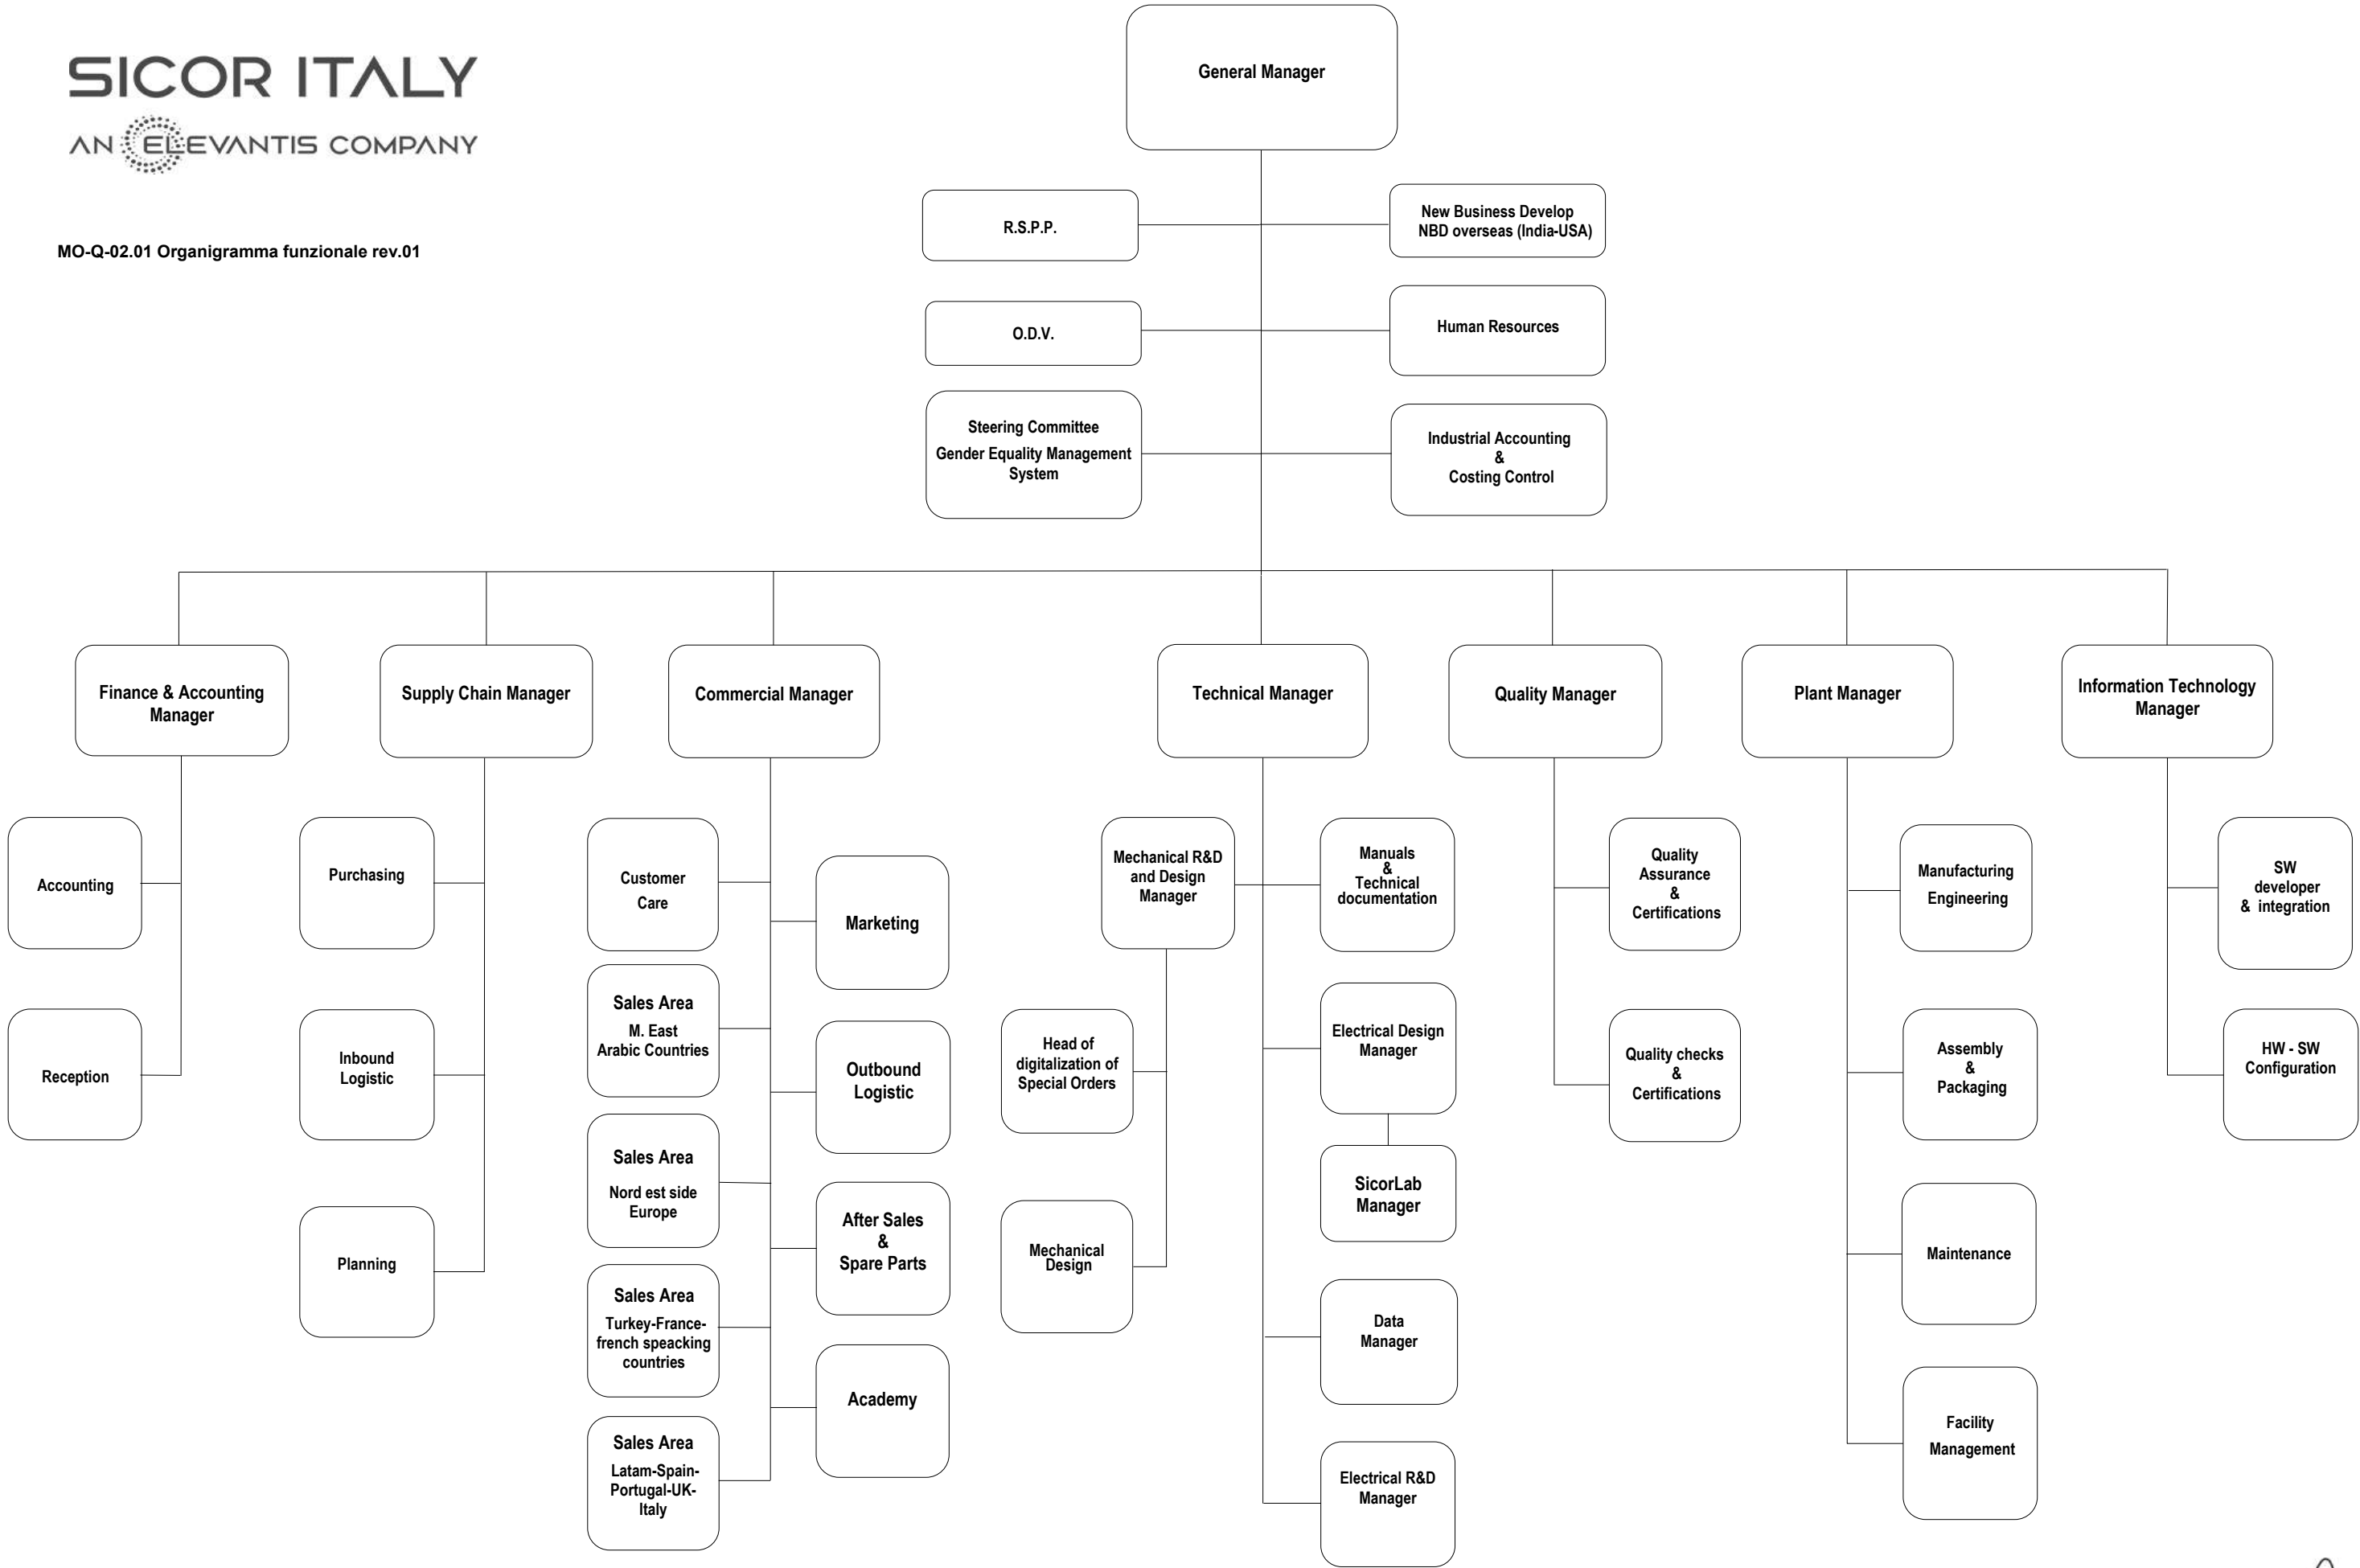 SICOR ITALY
AN ELEVANTIS COMPANY
MO-Q-02.01 Organigramma funzionale rev.01
General Manager
R.S.P.P.
New Business Develop
NBD overseas (India-USA)
O.D.V.
Human Resources
Steering Committee
Gender Equality Management
System
Industrial Accounting
&
Costing Control
Finance & Accounting
Manager
Supply Chain Manager
Commercial Manager
Technical Manager
Quality Manager
Plant Manager
Information Technology
Manager
Accounting
Reception
Purchasing
Inbound
Logistic
Planning
Customer
Care
Sales Area
M. East
Arabic Countries
Sales Area
Nord est side
Europe
Sales Area
Turkey-France-
french speacking
countries
Sales Area
Latam-Spain-
Portugal-UK-
Italy
Marketing
Outbound
Logistic
After Sales
&
Spare Parts
Academy
Mechanical R&D
and Design
Manager
Head of
digitalization of
Special Orders
Mechanical
Design
Manuals
&
Technical
documentation
Electrical Design
Manager
SicorLab
Manager
Data
Manager
Electrical R&D
Manager
Quality
Assurance
&
Certifications
Quality checks
&
Certifications
Manufacturing
Engineering
Assembly
&
Packaging
Maintenance
Facility
Management
SW
developer
& integration
HW - SW
Configuration